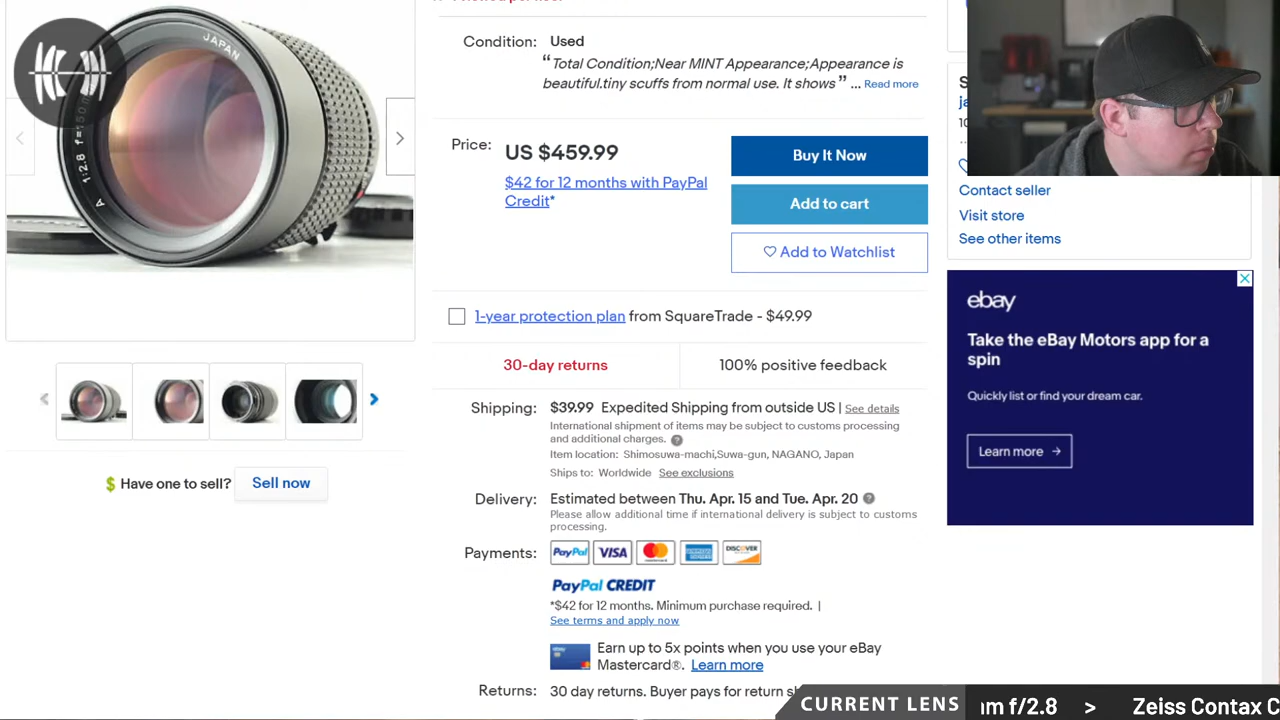 JAPAN
A 1:2.8 f=150m
Condition: Used
“Total Condition;Near MINT Appearance;Appearance is
beautiful.tiny scuffs from normal use. It shows” ... Read more
Price: US $459.99
$42 for 12 months with PayPal
Credit*
Buy It Now
Add to cart
Add to Watchlist
1-year protection plan from SquareTrade - $49.99
30-day returns
100% positive feedback
Shipping: $39.99 Expedited Shipping from outside US | See details
International shipment of items may be subject to customs processing
and additional charges.
Item location: Shimosuwa-machi,Suwa-gun, NAGANO, Japan
Ships to: Worldwide See exclusions
Delivery: Estimated between Thu. Apr. 15 and Tue. Apr. 20
Please allow additional time if international delivery is subject to customs
processing.
Payments: PayPal VISA MasterCard DISCOVER
PayPal CREDIT
*$42 for 12 months. Minimum purchase required. |
See terms and apply now
Earn up to 5x points when you use your eBay
Mastercard®. Learn more
Returns: 30 day returns. Buyer pays for return
Have one to sell? Sell now
Contact seller
Visit store
See other items
ebay
Take the eBay Motors app for a
spin
Quickly list or find your dream car.
Learn more →
CURRENT LENS
m f/2.8 > Zeiss Contax C